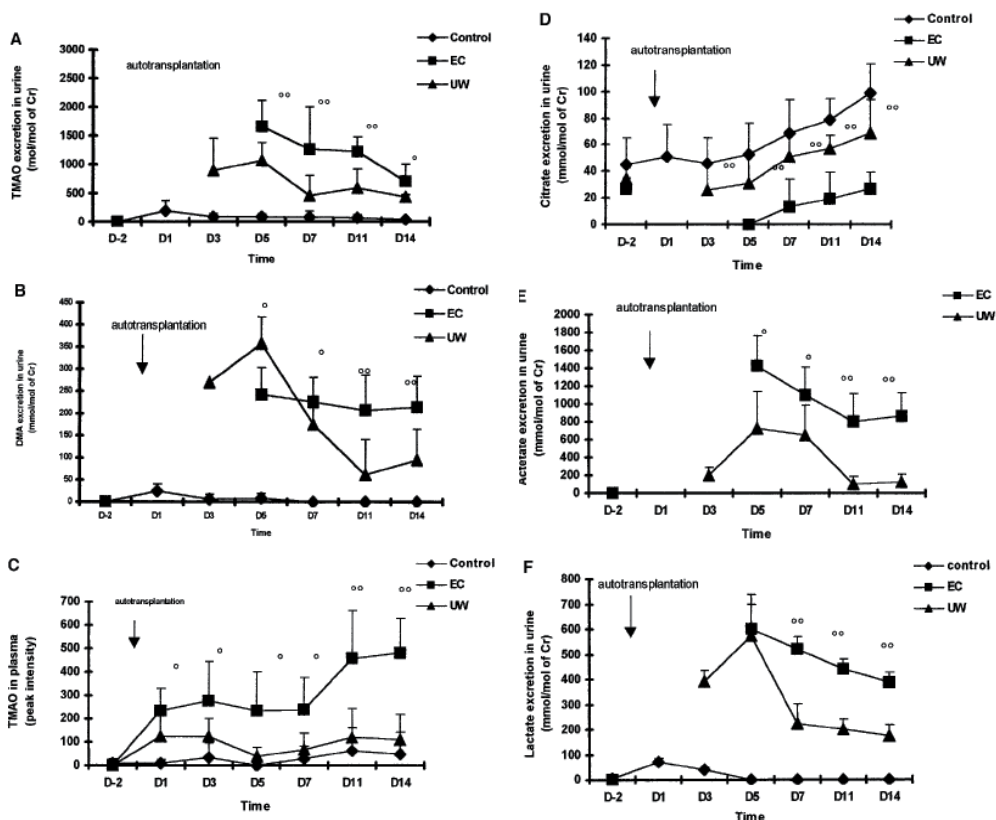 A
Control
EC
UW
autotransplantation
TMAO excretion in urine
(mol/mol of Cr)
3000
2500
2000
1500
1000
500
0
°°
°°
°°
°
D-2 D1 D3 D5 D7 D11 D14
Time
B
Control
EC
UW
autotransplantation
DMA excretion in urine
(mmol/mol of Cr)
450
400
350
300
250
200
150
100
50
0
°
°
°°
°°
D-2 D1 D3 D6 D7 D11 D14
Time
C
Control
EC
UW
autotransplantation
TMAO in plasma
(peak intensity)
700
600
500
400
300
200
100
0
°
°
°
°
°°
°°
D-2 D1 D3 D5 D7 D11 D14
Time
D
Control
EC
UW
autotransplantation
Citrate excretion in urine
(mmol/mol of Cr)
140
120
100
80
60
40
20
0
°°
°°
°°
°°
°°
D-2 D1 D3 D5 D7 D11 D14
Time
E
EC
UW
autotransplantation
Actetate excretion in urine
(mmol/mol of Cr)
2000
1800
1600
1400
1200
1000
800
600
400
200
0
°
°
°°
°°
D-2 D1 D3 D5 D7 D11 D14
Time
F
control
EC
UW
autotransplantation
Lactate excretion in urine
(mmol/mol of Cr)
800
700
600
500
400
300
200
100
0
°°
°°
°°
D-2 D1 D3 D5 D7 D11 D14
Time